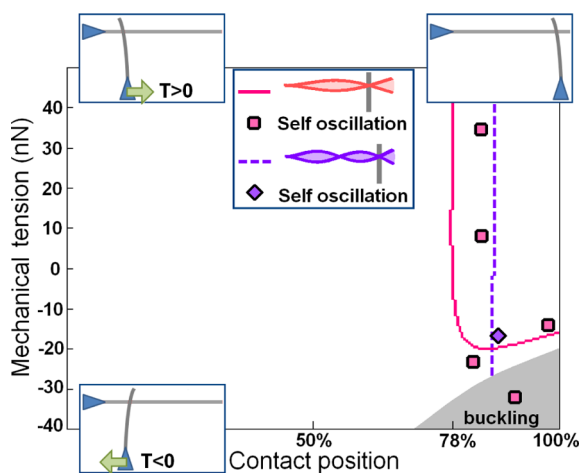 T>0
Self oscillation
Self oscillation
Mechanical tension (nN)
40
30
20
10
0
-10
-20
-30
-40
buckling
T<0
50%
78%
100%
Contact position